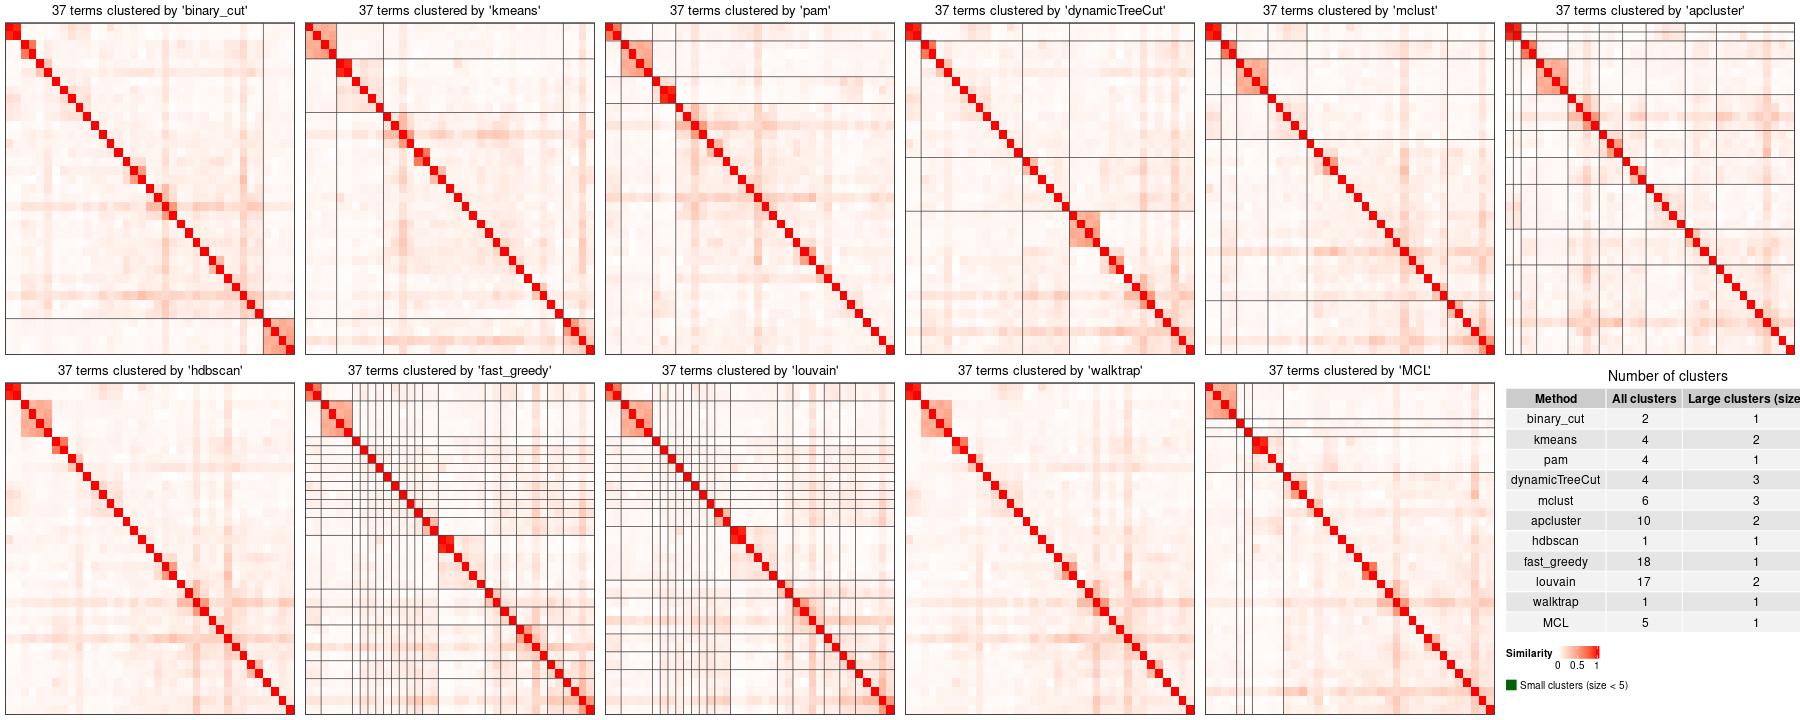 37 terms clustered by 'binary_cut'
37 terms clustered by 'kmeans'
37 terms clustered by 'pam'
37 terms clustered by 'dynamicTreeCut'
37 terms clustered by 'mclust'
37 terms clustered by 'apcluster'
37 terms clustered by 'hdbscan'
37 terms clustered by 'fast_greedy'
37 terms clustered by 'louvain'
37 terms clustered by 'walktrap'
37 terms clustered by 'MCL'
Number of clusters
Method All clusters Large clusters (size
binary_cut 2 1
kmeans 4 2
pam 4 1
dynamicTreeCut 4 3
mclust 6 3
apcluster 10 2
hdbscan 1 1
fast_greedy 18 1
louvain 17 2
walktrap 1 1
MCL 5 1
Similarity
0 0.5 1
Small clusters (size < 5)